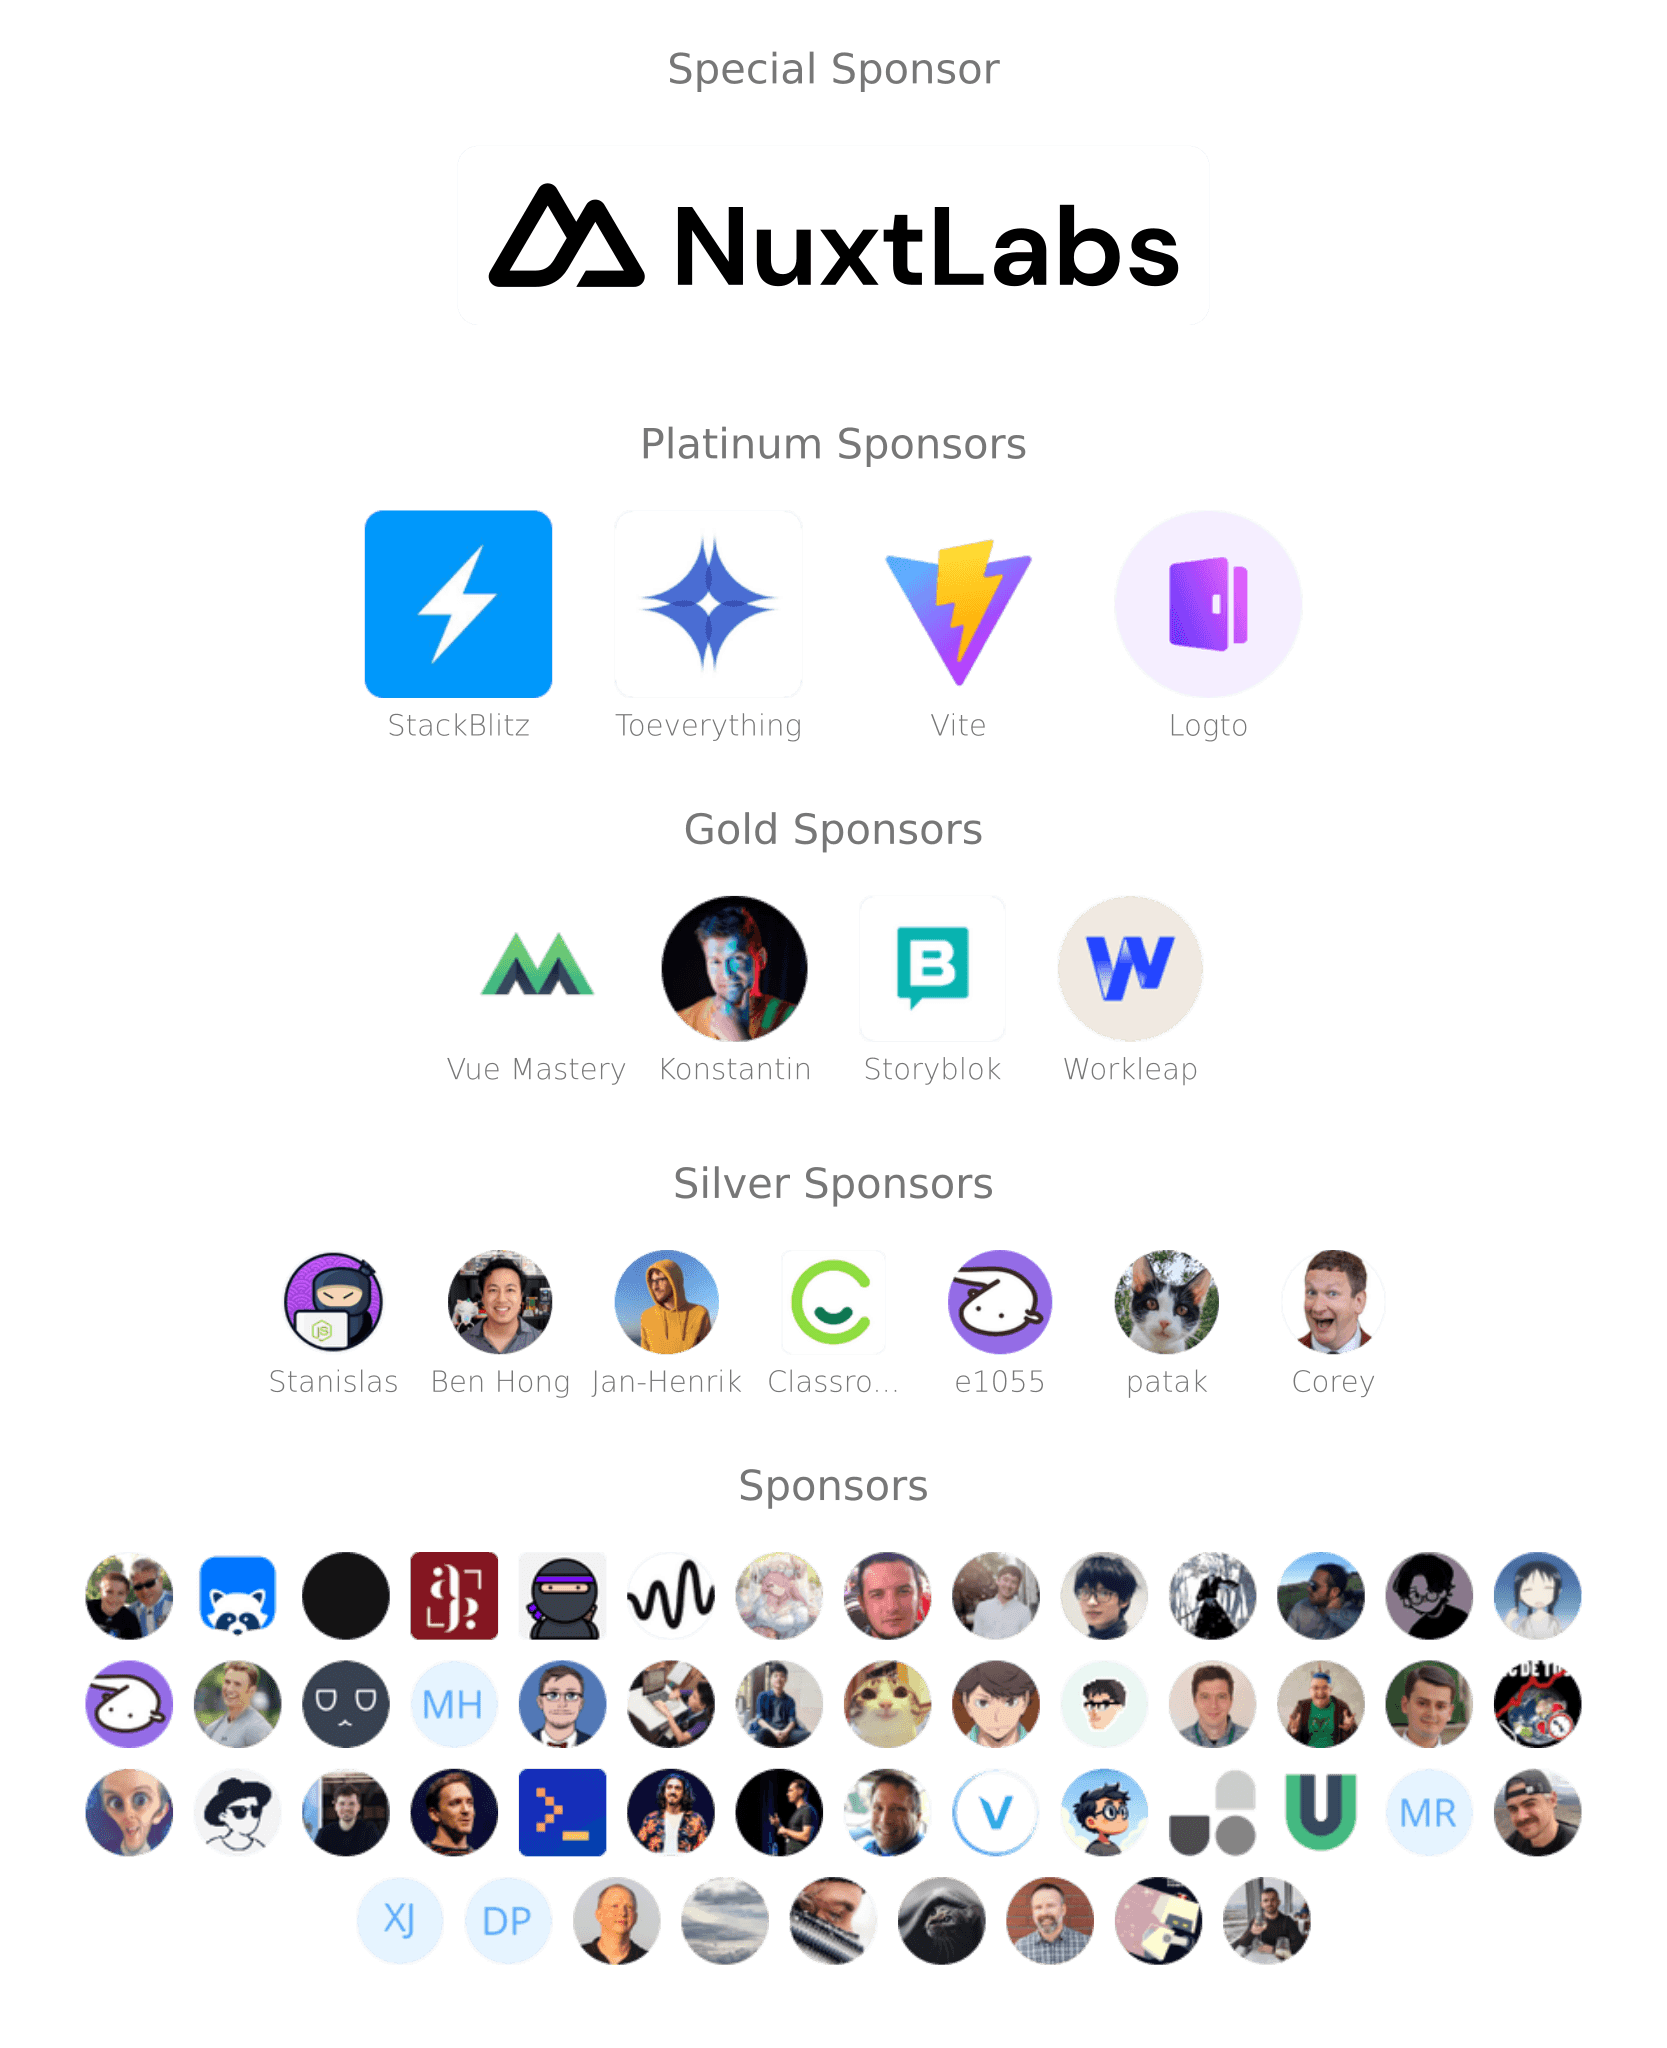 Special Sponsor
NuxtLabs
Platinum Sponsors
StackBlitz Toeverything Vite Logto
Gold Sponsors
B W
Vue Mastery Konstantin Storyblok Workleap
Silver Sponsors
JS
Stanislas Ben Hong Jan-Henrik Classro... e1055 patak Corey
Sponsors
MH
MR
XJ DP